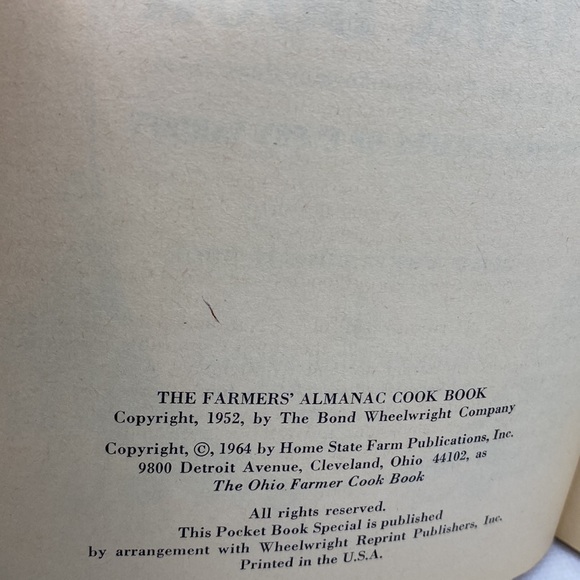 THE FARMERS' ALMANAC COOK BOOK
Copyright, 1952, by The Bond Wheelwright Company
Copyright, ©, 1964 by Home State Farm Publications, Inc.
9800 Detroit Avenue, Cleveland, Ohio 44102, as
The Ohio Farmer Cook Book
All rights reserved.
This Pocket Book Special is published
by arrangement with Wheelwright Reprint Publishers, Inc.
Printed in the U.S.A.